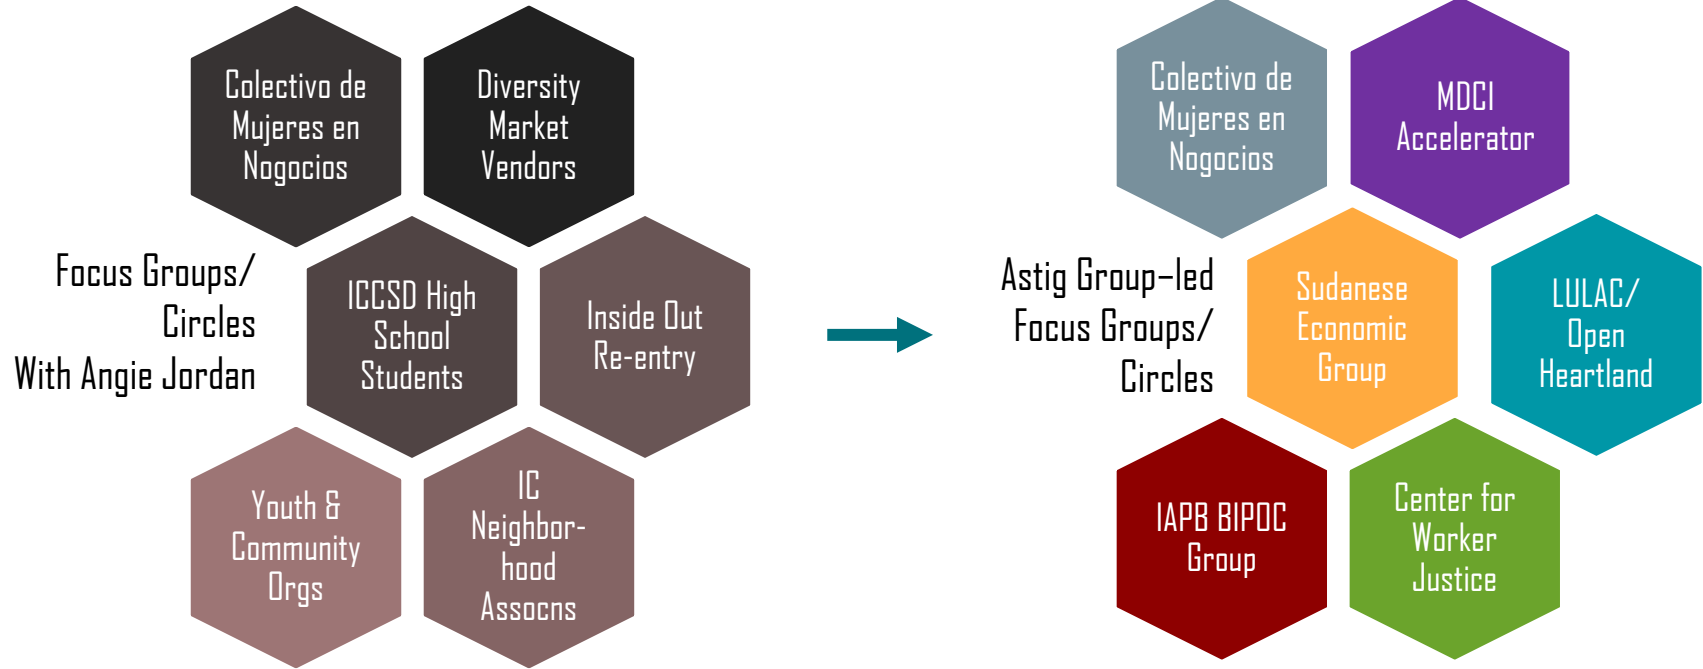 Colectivo de
Mujeres en
Nogocios
Diversity
Market
Vendors
Focus Groups/
Circles
With Angie Jordan
ICCSD High
School
Students
Inside Out
Re-entry
Youth &
Community
Orgs
IC
Neighbor-
hood
Assocns
Colectivo de
Mujeres en
Nogocios
MDCI
Accelerator
Astig Group–led
Focus Groups/
Circles
Sudanese
Economic
Group
LULAC/
Open
Heartland
IAPB BIPOC
Group
Center for
Worker
Justice